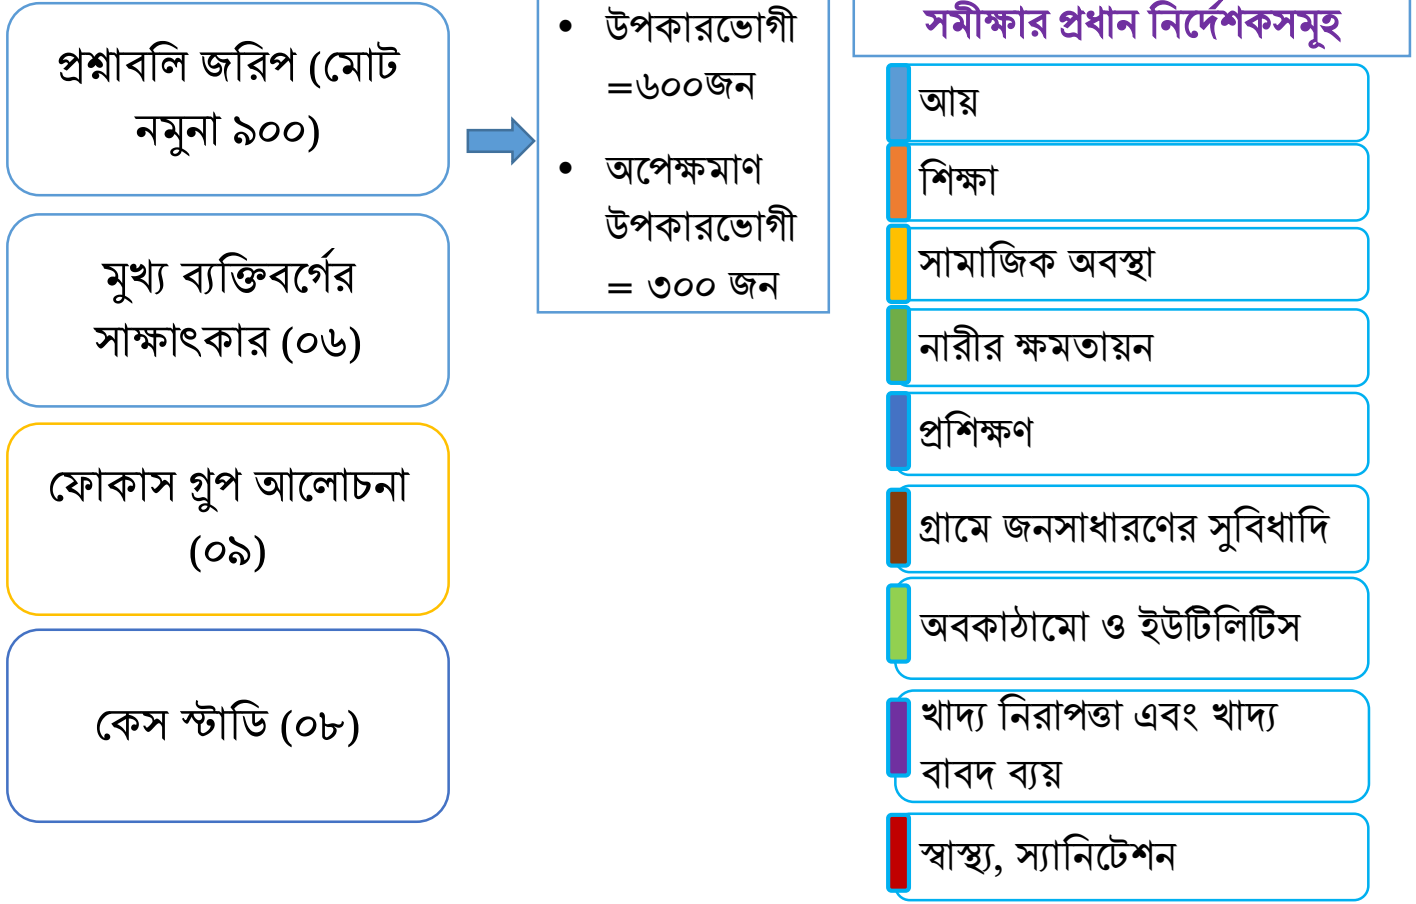 প্রশ্নাবলি জরিপ (মোট
নমুনা ৯০০)
মুখ্য ব্যক্তিবর্গের
সাক্ষাৎকার (০৬)
ফোকাস গ্রুপ আলোচনা
(০৯)
কেস স্টাডি (০৮)
• উপকারভোগী
=৬০০জন
• অপেক্ষমাণ
উপকারভোগী
= ৩০০ জন
সমীক্ষার প্রধান নির্দেশকসমূহ
আয়
শিক্ষা
সামাজিক অবস্থা
নারীর ক্ষমতায়ন
প্রশিক্ষণ
গ্রামে জনসাধারণের সুবিধাদি
অবকাঠামো ও ইউটিলিটিস
খাদ্য নিরাপত্তা এবং খাদ্য
বাবদ ব্যয়
স্বাস্থ্য, স্যানিটেশন